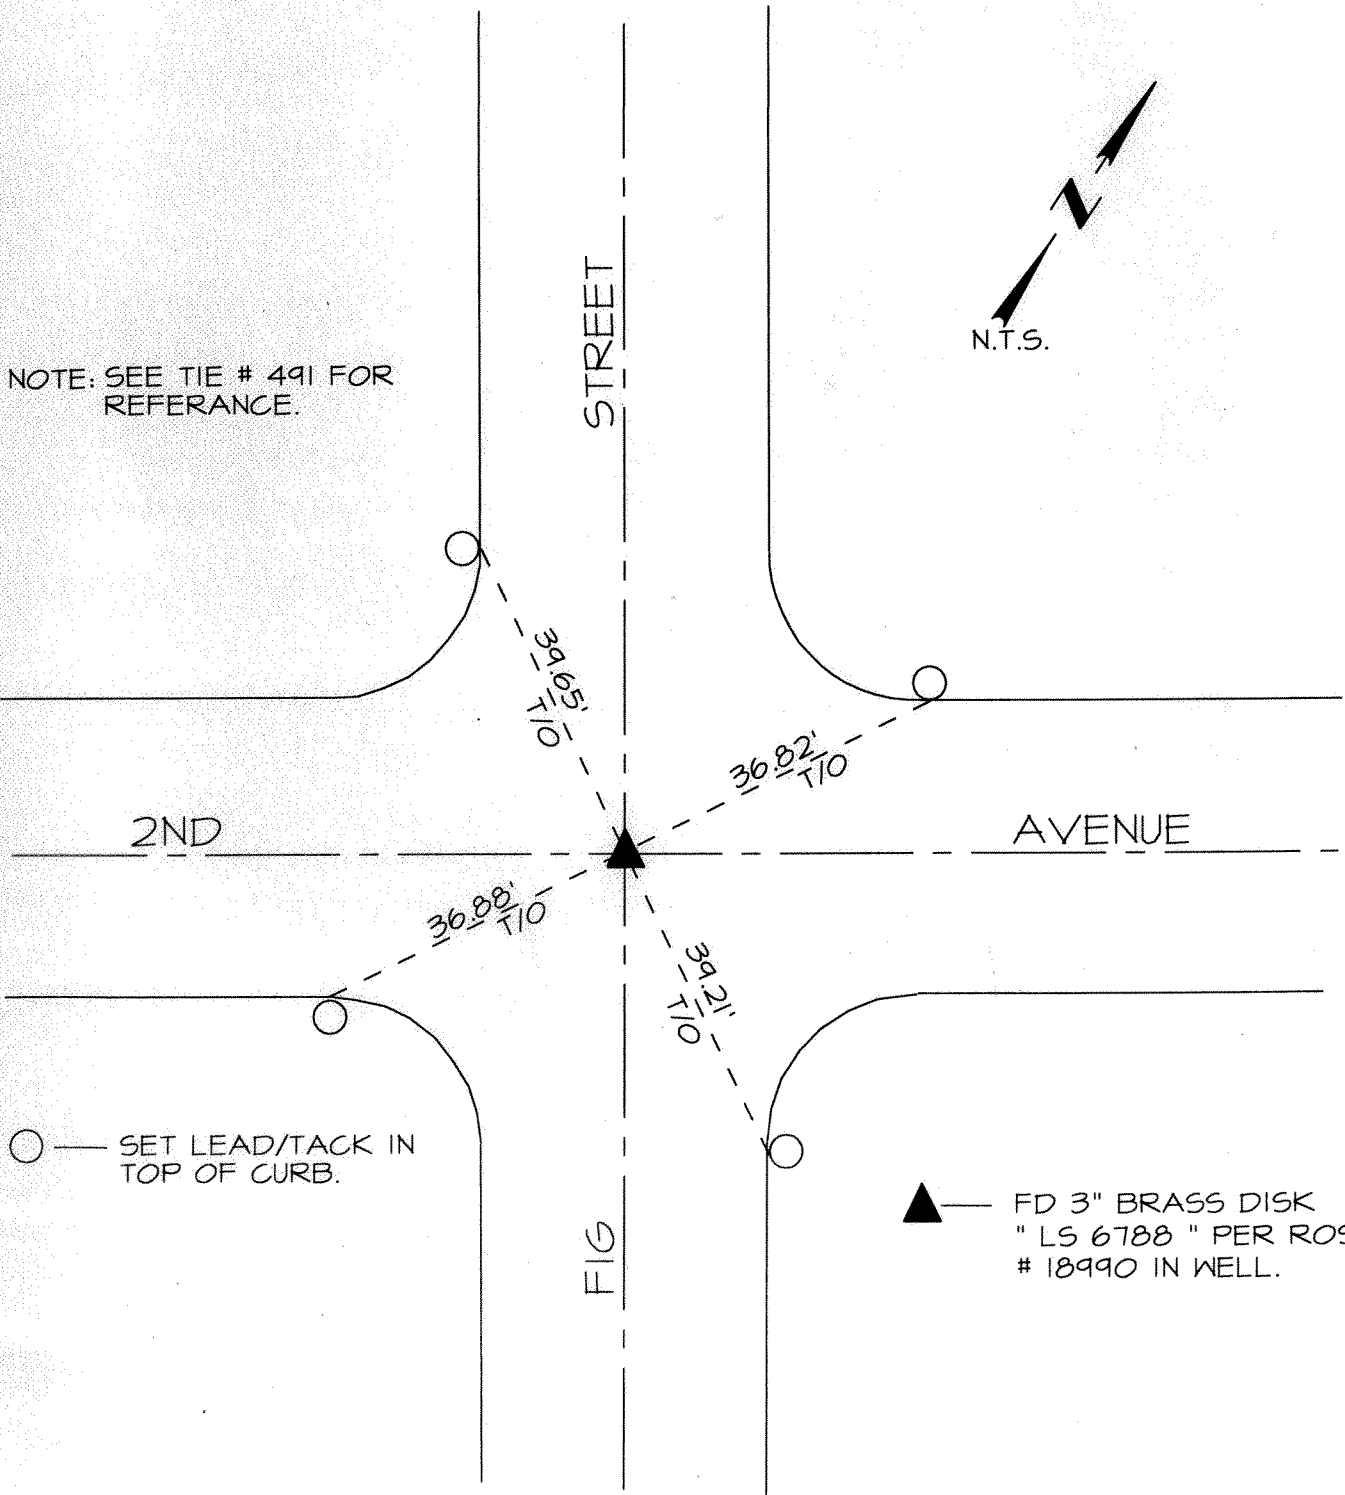 N
N.T.S.
STREET
NOTE: SEE TIE # 491 FOR
REFERANCE.
39.65'
T/O
36.82'
T/O
2ND
AVENUE
36.88'
T/O
39.21'
T/O
SET LEAD/TACK IN
TOP OF CURB.
FIG
FD 3" BRASS DISK
" LS 6788 " PER ROS
# 18990 IN WELL.